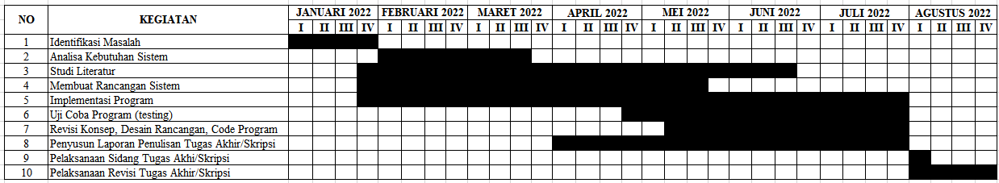 NO KEGIATAN JANUARI 2022 FEBRUARI 2022 MARET 2022 APRIL 2022 MEI 2022 JUNI 2022 JULI 2022 AGUSTUS 2022
I II III IV I II III IV I II III IV I II III IV I II III IV I II III IV I II III IV I II III IV
1 Identifikasi Masalah
2 Analisa Kebutuhan Sistem
3 Studi Literatur
4 Membuat Rancangan Sistem
5 Implementasi Program
6 Uji Coba Program (testing)
7 Revisi Konsep, Desain Rancangan, Code Program
8 Penyusun Laporan Penulisan Tugas Akhir/Skripsi
9 Pelaksanaan Sidang Tugas Akhi/Skripsi
10 Pelaksanaan Revisi Tugas Akhir/Skripsi